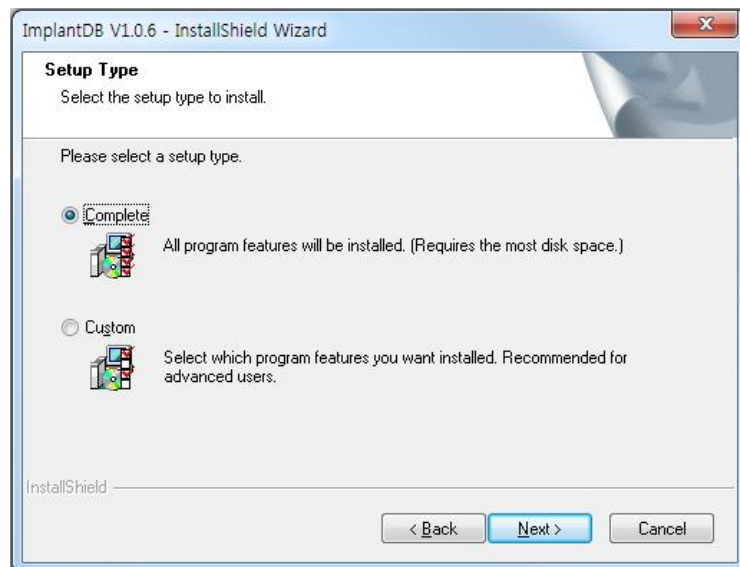 ImplantDB V1.0.6 - InstallShield Wizard
Setup Type
Select the setup type to install.
Please select a setup type.
Complete
All program features will be installed. (Requires the most disk space.)
Custom
Select which program features you want installed. Recommended for
advanced users.
InstallShield
< Back
Next >
Cancel